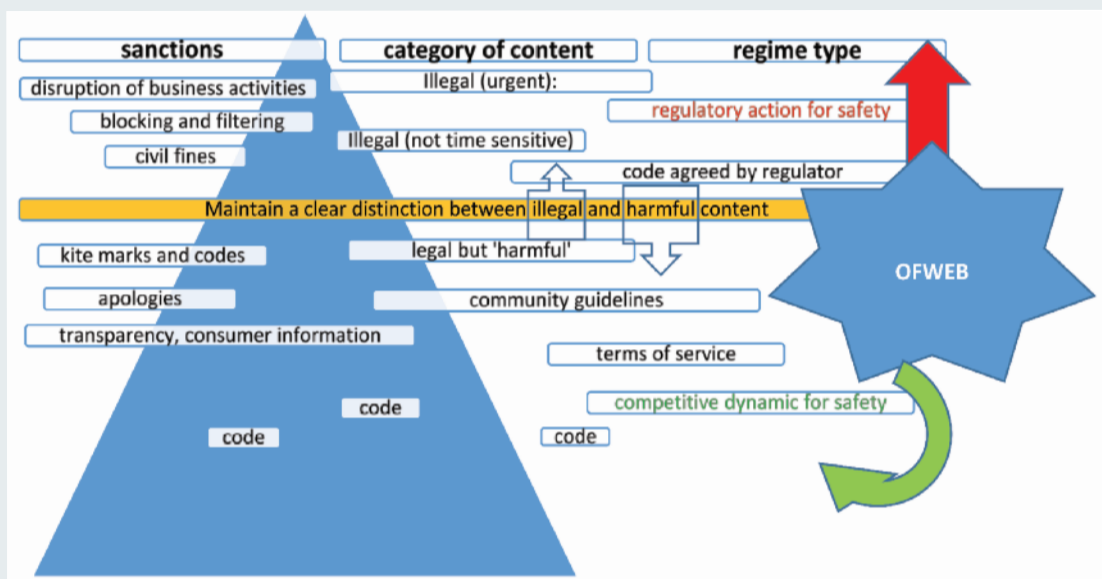 sanctions
category of content
regime type
disruption of business activities
Illegal (urgent):
blocking and filtering
regulatory action for safety
Illegal (not time sensitive)
civil fines
code agreed by regulator
Maintain a clear distinction between illegal and harmful content
kite marks and codes
legal but 'harmful'
OFWEB
apologies
community guidelines
transparency, consumer information
terms of service
code
competitive dynamic for safety
code
code